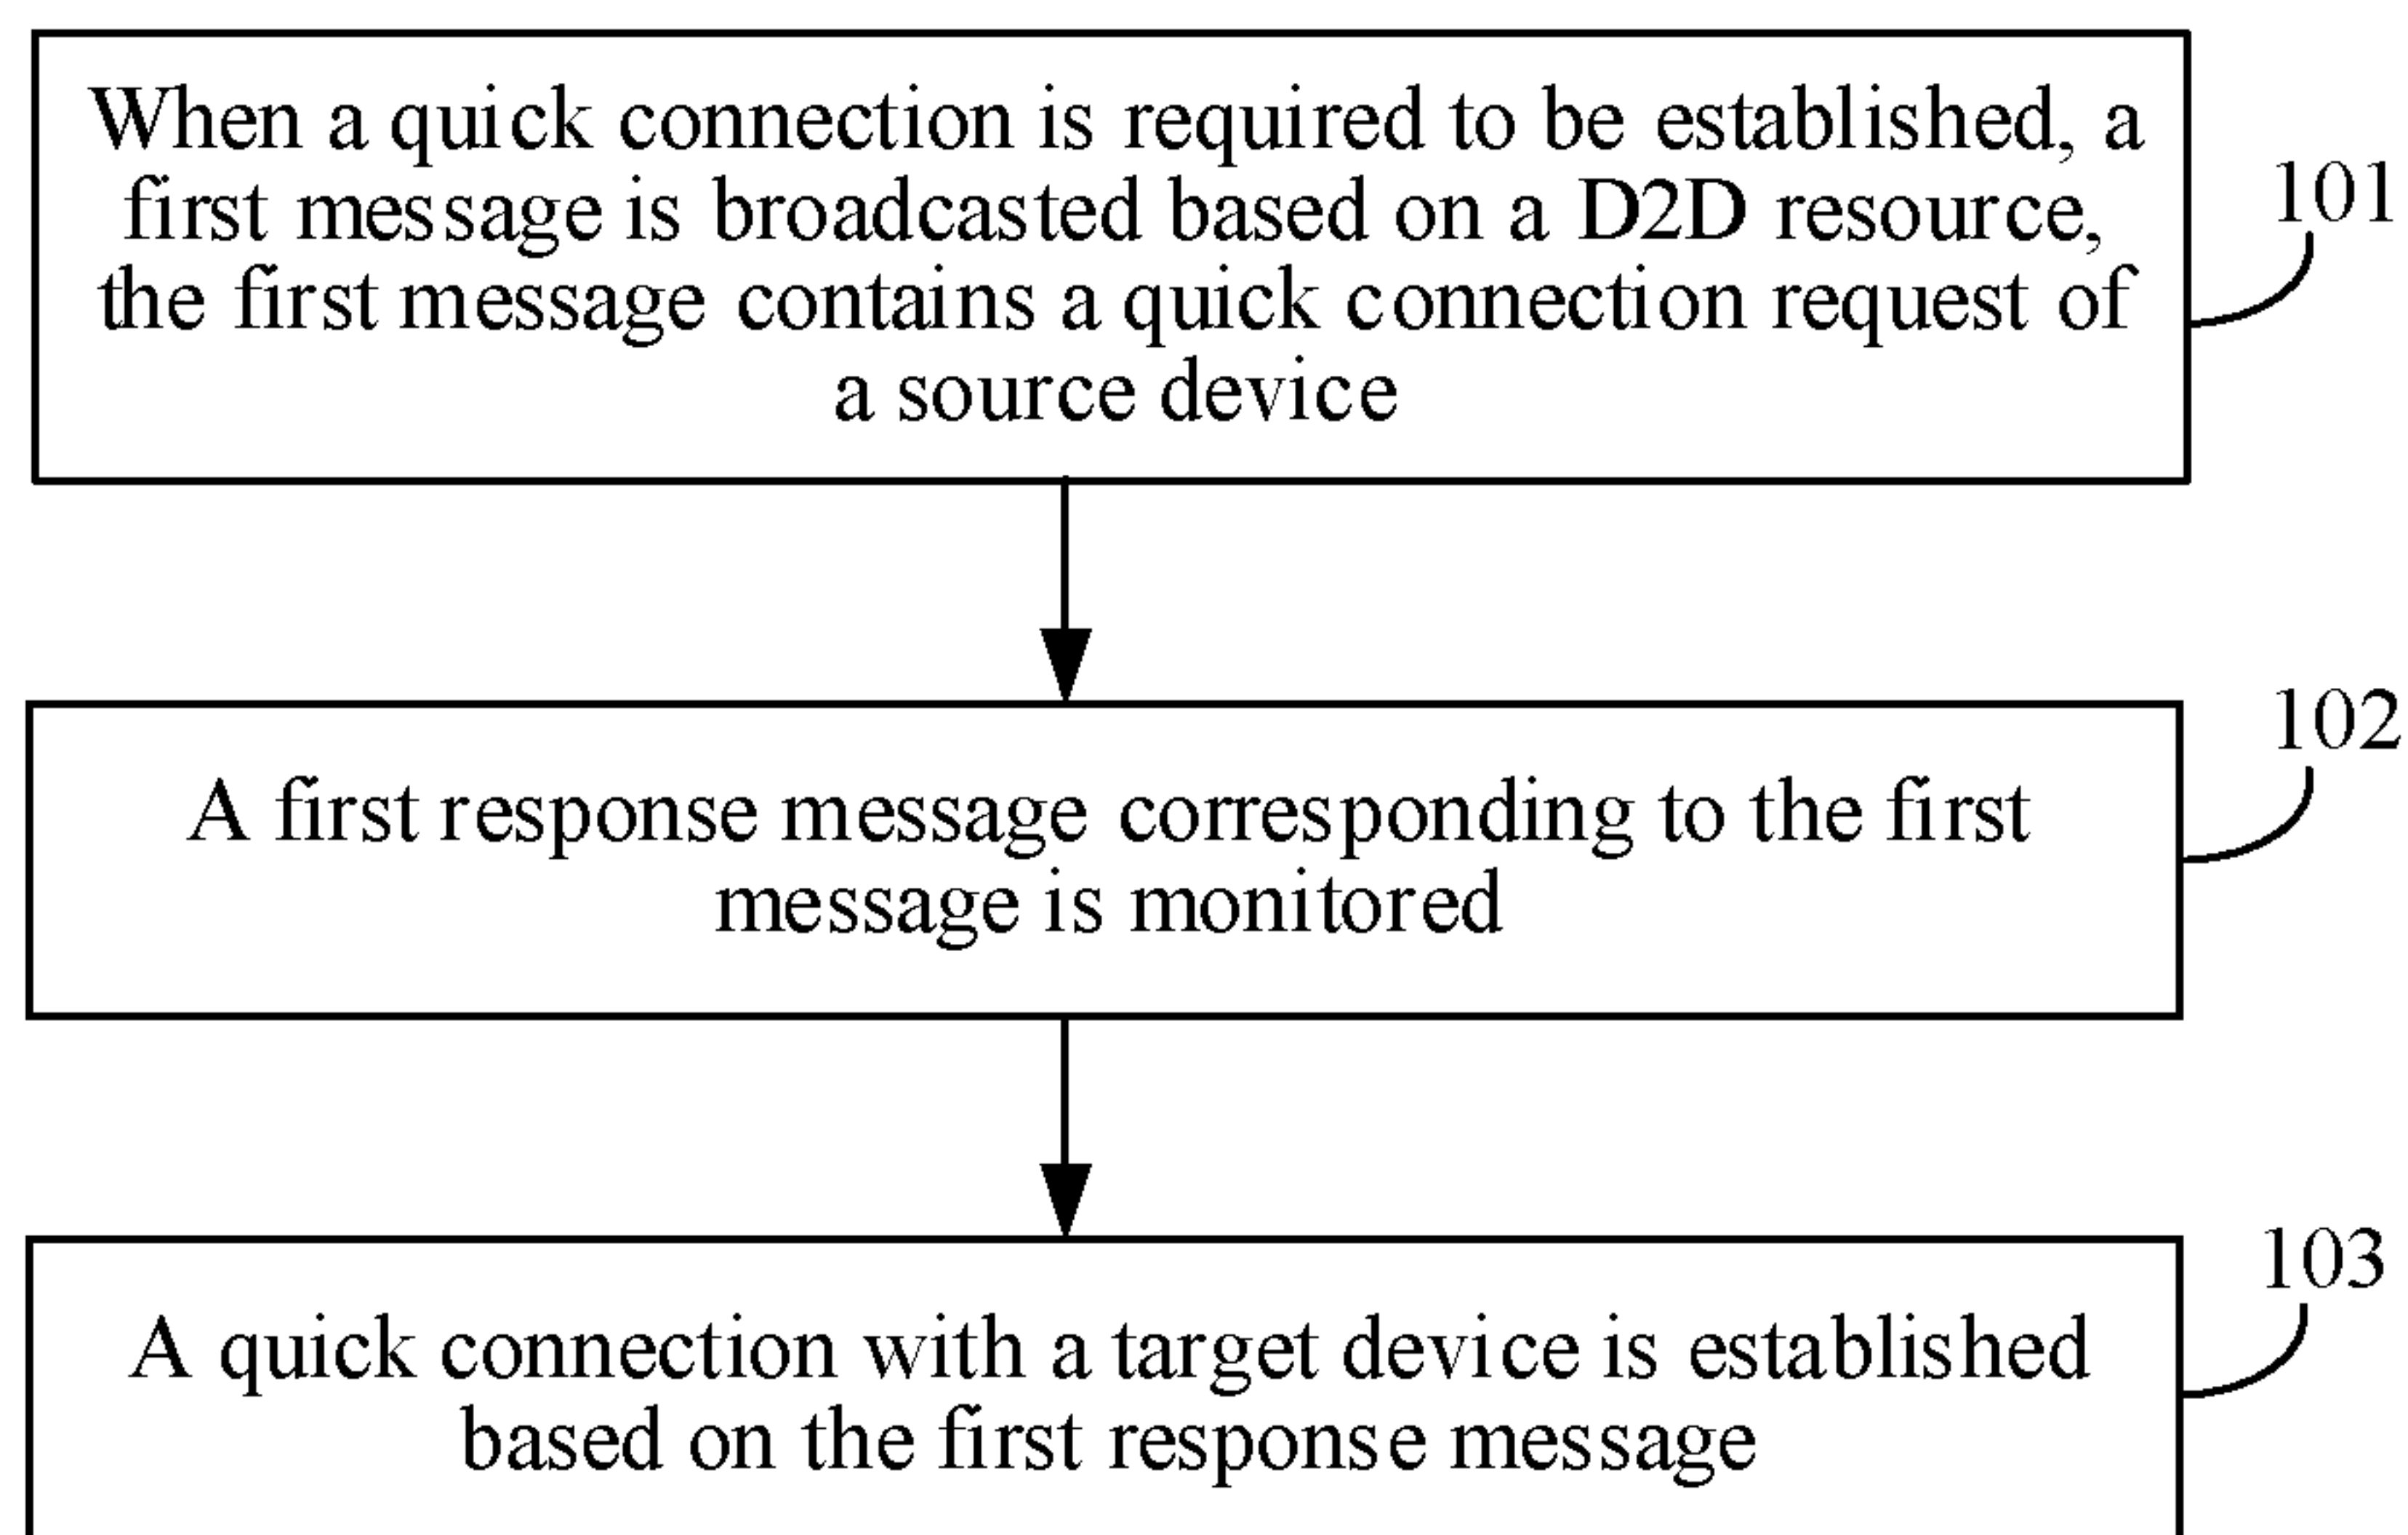 When a quick connection is required to be established, a
first message is broadcasted based on a D2D resource,
the first message contains a quick connection request of
a source device
101
A first response message corresponding to the first
message is monitored
102
A quick connection with a target device is established
based on the first response message
103